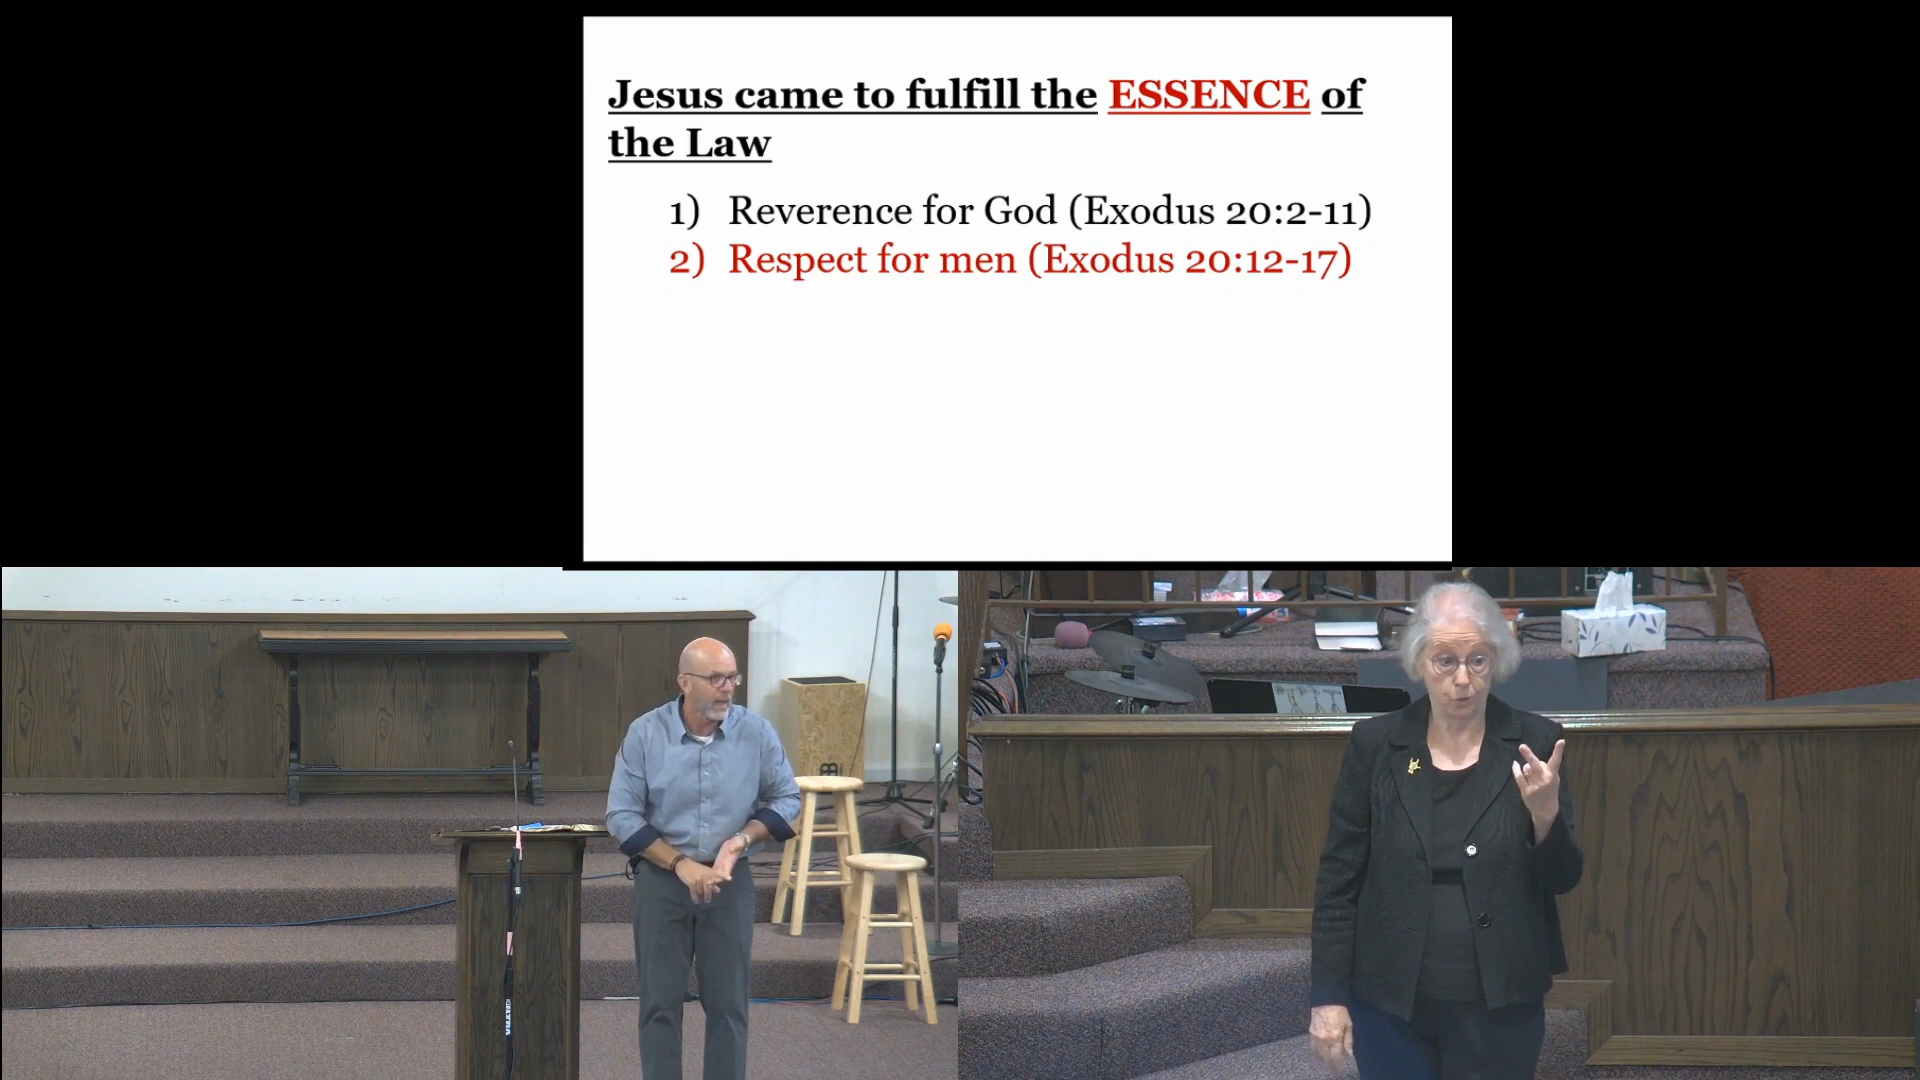 Jesus came to fulfill the ESSENCE of
the Law
1) Reverence for God (Exodus 20:2-11)
2) Respect for men (Exodus 20:12-17)